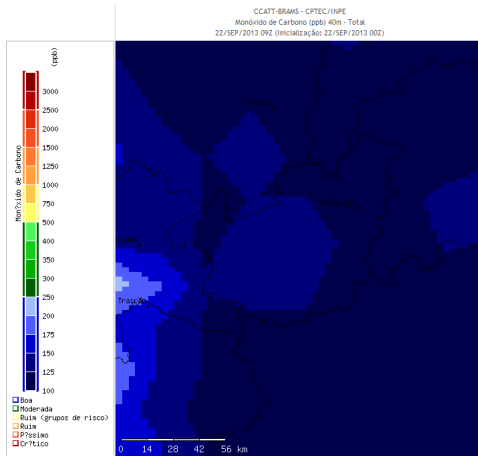 CCATT-BRAMS - CPTEC/INPE
Monóxido de Carbono (ppb) 40m - Total
22/SEP/2013 09Z (Inicialização: 22/SEP/2013 00Z)
(ppb)
Mon?xido de Carbono
3000
2500
2000
1500
1250
1000
750
500
450
400
350
300
250
200
175
150
125
100
Boa
Moderada
Ruim (grupos de risco)
Ruim
P?ssimo
Cr?tico
Trairão
0 14 28 42 56 km